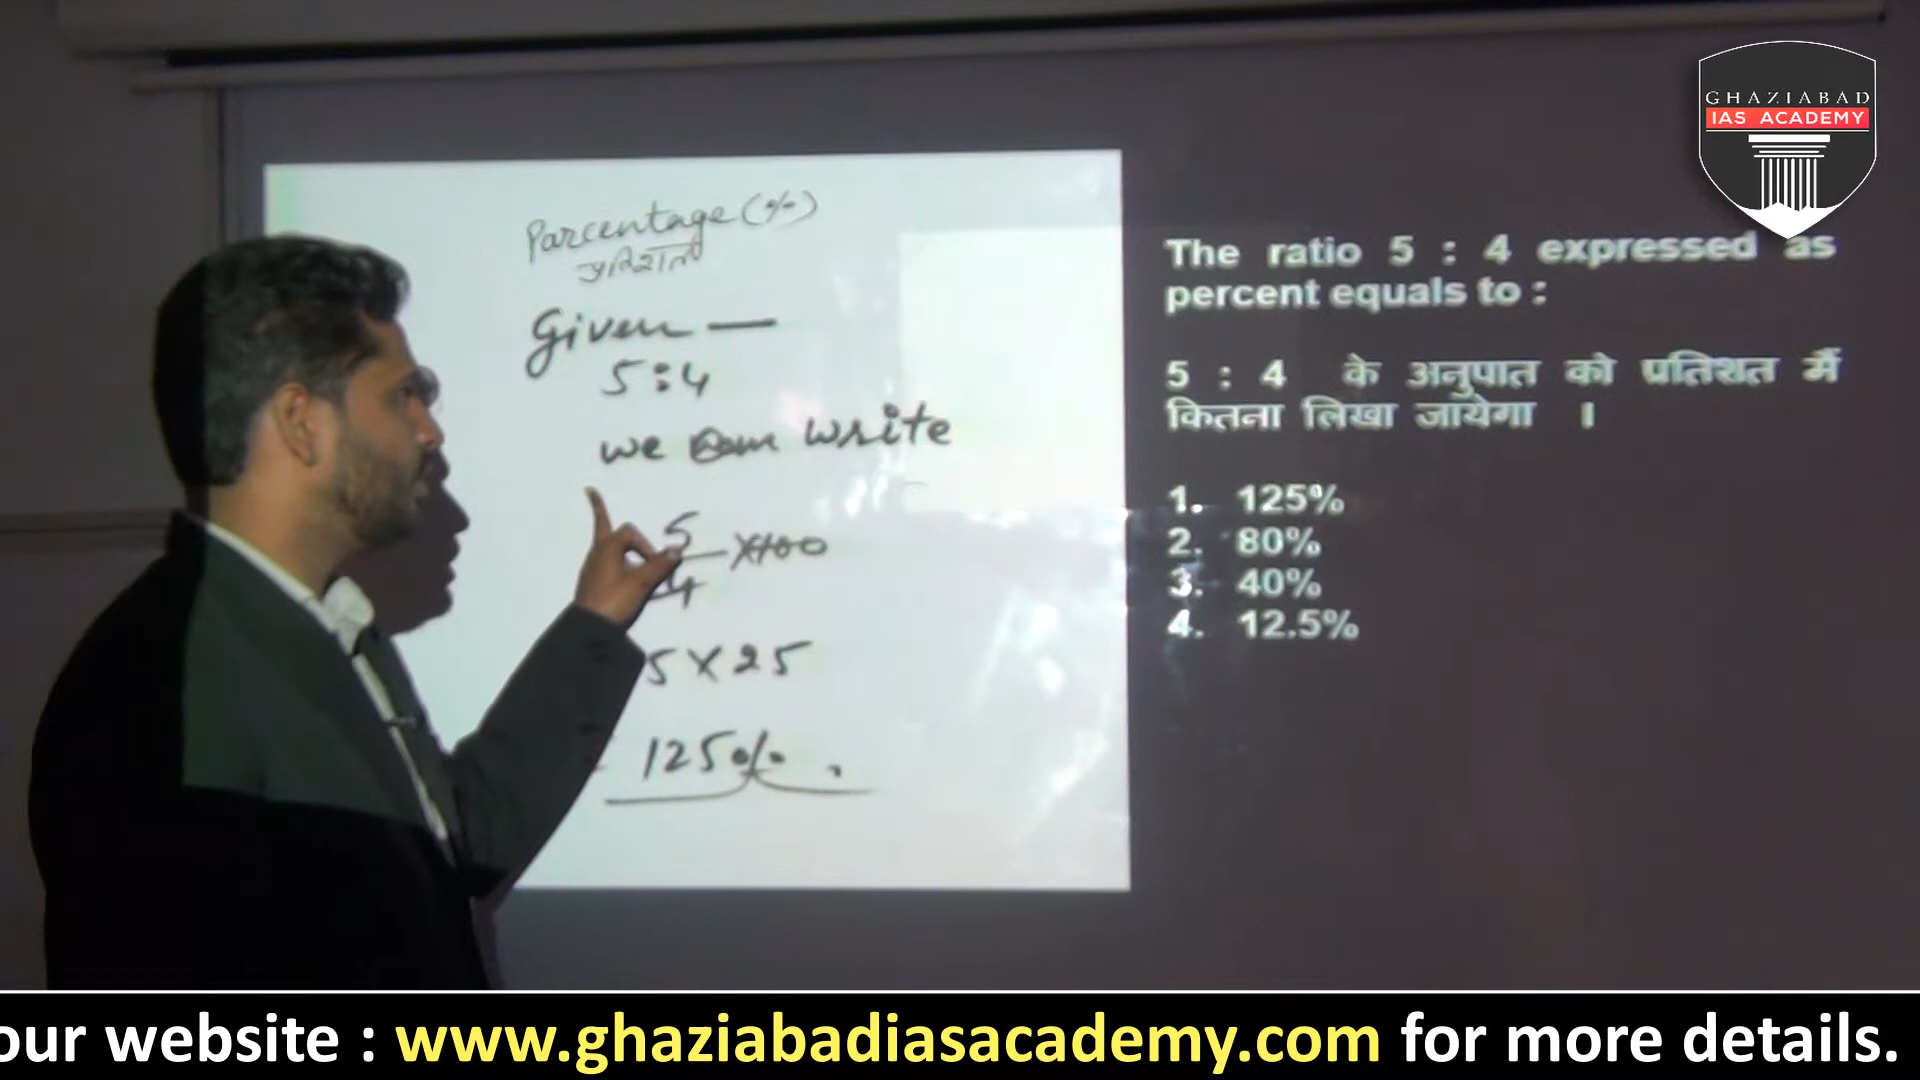 GHAZIABAD
IAS ACADEMY
Parcentage (%)
Given —
5:4
we can write
5
4
×100
5 × 25
125%.
The ratio 5 : 4 expressed as
percent equals to :
5 : 4 के अनुपात को प्रतिशत में
कितना लिखा जायेगा ।
1. 125%
2. 80%
3. 40%
4. 12.5%
our website : www.ghaziabadiasacademy.com for more details.